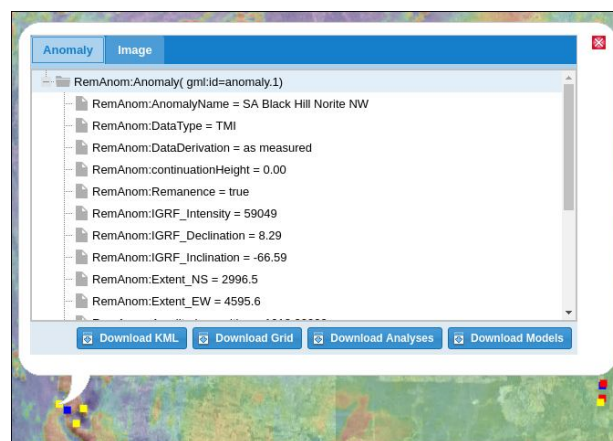 Anomaly Image
RemAnom:Anomaly( gml:id=anomaly.1)
RemAnom:AnomalyName = SA Black Hill Norite NW
RemAnom:DataType = TMI
RemAnom:DataDerivation = as measured
RemAnom:continuationHeight = 0.00
RemAnom:Remanence = true
RemAnom:IGRF_Intensity = 59049
RemAnom:IGRF_Declination = 8.29
RemAnom:IGRF_Inclination = -66.59
RemAnom:Extent_NS = 2996.5
RemAnom:Extent_EW = 4595.6
Download KML Download Grid Download Analyses Download Models